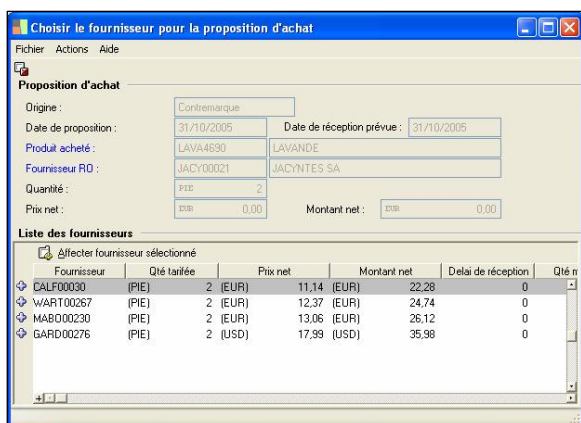 Choisir le fournisseur pour la proposition d'achat
Fichier Actions Aide
Proposition d'achat
Origine : Contremarque
Date de proposition : 31/10/2005 Date de réception prévue : 31/10/2005
Produit acheté : LAVA4690 LAVANDE
Fournisseur RO : JACY00021 JACYNTES SA
Quantité : PIE 2
Prix net : EUR 0,00 Montant net : EUR 0,00
Liste des fournisseurs
Affecter fournisseur sélectionné
Fournisseur Qté tarifée Prix net Montant net Delai de réception Qté m
CALF00030 (PIE) 2 (EUR) 11,14 (EUR) 22,28 0
WART00267 (PIE) 2 (EUR) 12,37 (EUR) 24,74 0
MABO00230 (PIE) 2 (EUR) 13,06 (EUR) 26,12 0
GARD00276 (PIE) 2 (USD) 17,99 (USD) 35,98 0